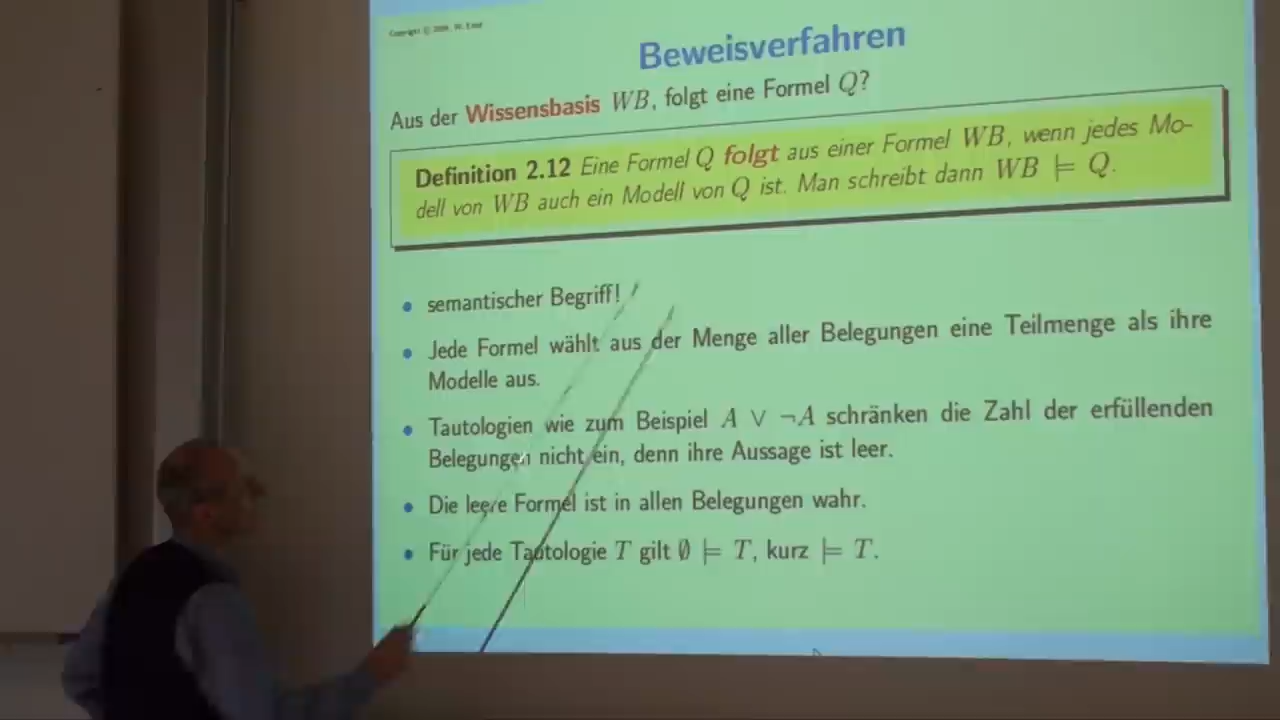 Copyright © 2009, W. Ertel
Beweisverfahren
Aus der Wissensbasis WB, folgt eine Formel Q?
Definition 2.12 Eine Formel Q folgt aus einer Formel WB, wenn jedes Mo-
dell von WB auch ein Modell von Q ist. Man schreibt dann WB ⊨ Q.
• semantischer Begriff!
• Jede Formel wählt aus der Menge aller Belegungen eine Teilmenge als ihre
Modelle aus.
• Tautologien wie zum Beispiel A ∨ ¬A schränken die Zahl der erfüllenden
Belegungen nicht ein, denn ihre Aussage ist leer.
• Die leere Formel ist in allen Belegungen wahr.
• Für jede Tautologie T gilt ∅ ⊨ T, kurz ⊨ T.